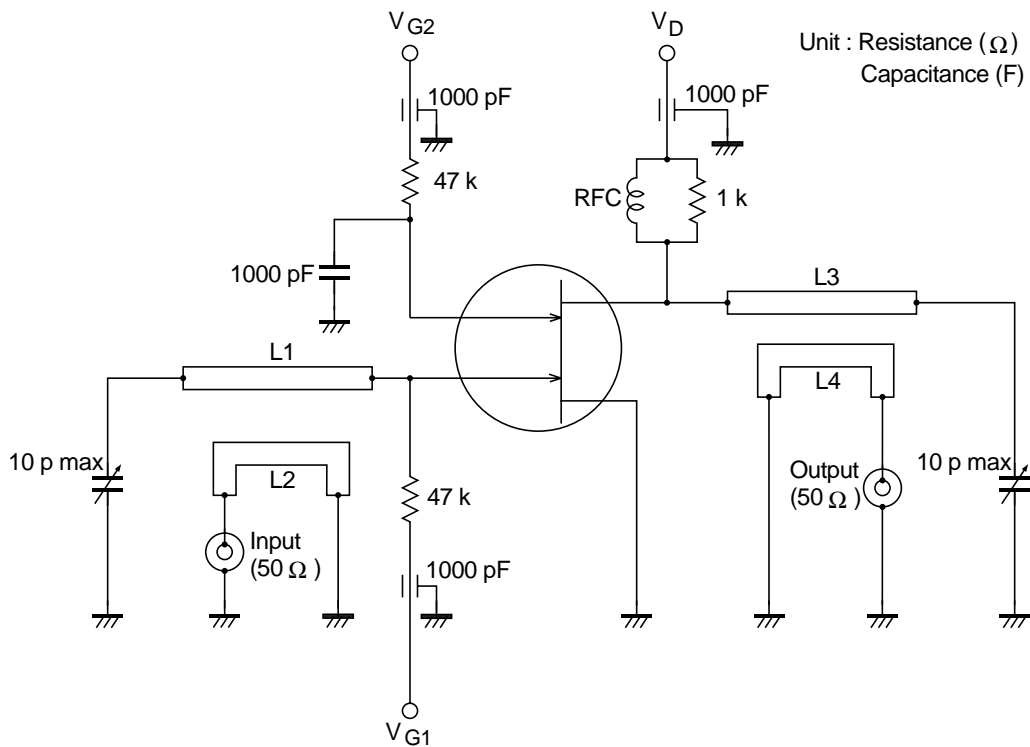 V G2
V D
Unit : Resistance (Ω)
Capacitance (F)
1000 pF
1000 pF
47 k
RFC
1 k
1000 pF
L3
L1
L4
10 p max
L2
47 k
Output
(50 Ω )
10 p max
Input
(50 Ω )
1000 pF
V G1